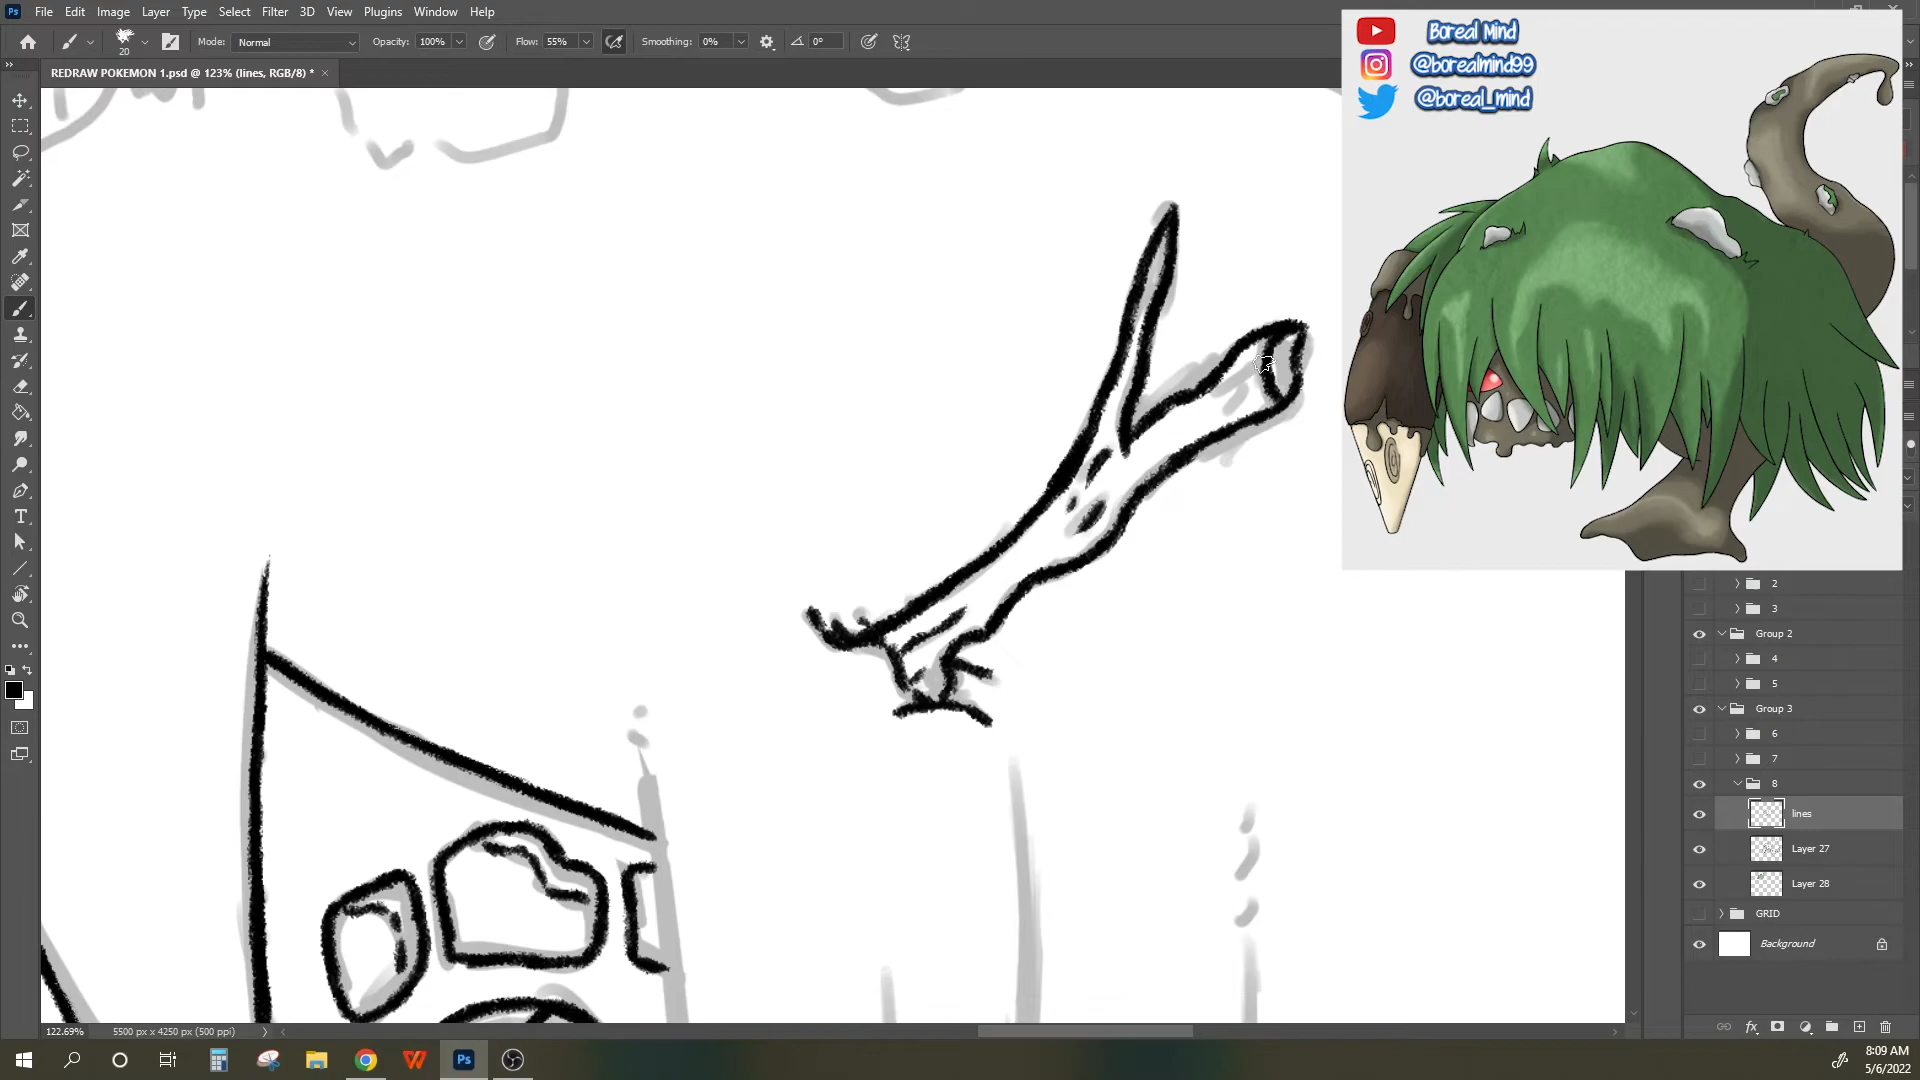 Ps File Edit Image Layer Type Select Filter 3D View Plugins Window Help
20 Mode: Normal Opacity: 100% Flow: 55% Smoothing: 0% 0°
REDRAW POKEMON 1.psd @ 123% (lines, RGB/8) * ×
Boreal Mind
@borealmind99
@boreal_mind
2
3
Group 2
4
5
Group 3
6
7
8
lines
Layer 27
Layer 28
GRID
Background
122.69% 5500 px x 4250 px (500 ppi)
fx
Ps
8:09 AM
5/6/2022